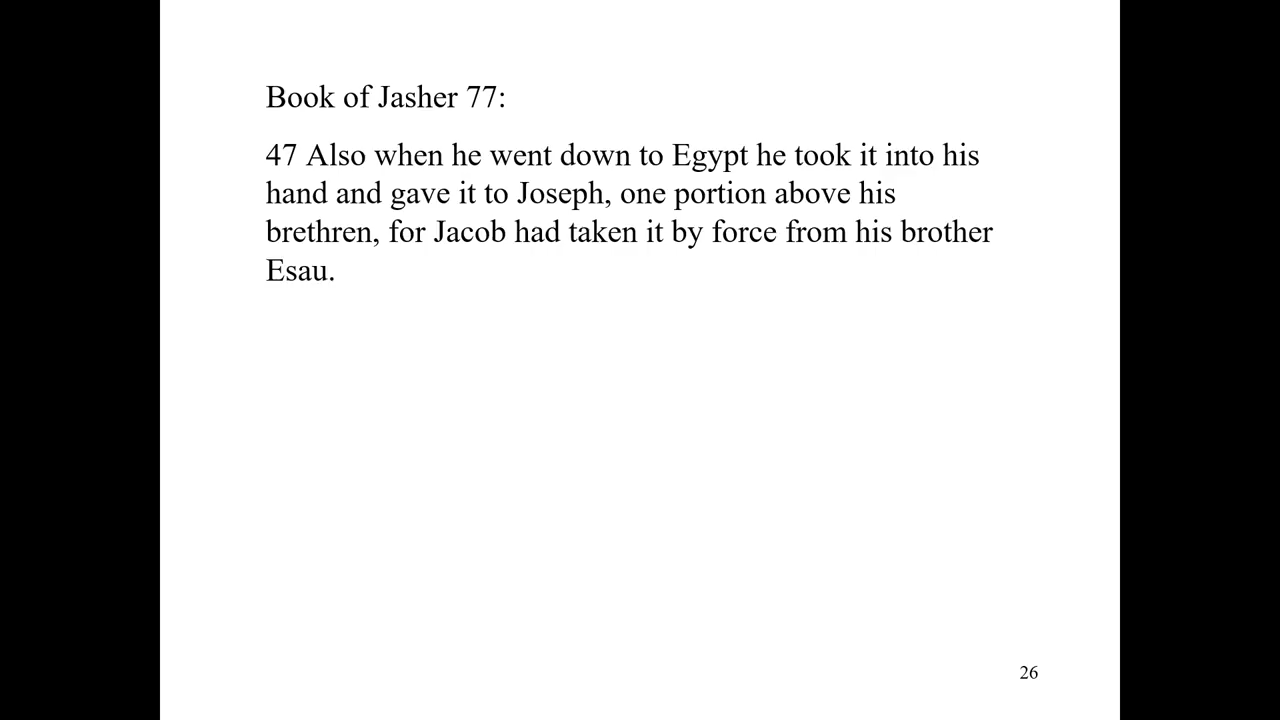 Book of Jasher 77:
47 Also when he went down to Egypt he took it into his
hand and gave it to Joseph, one portion above his
brethren, for Jacob had taken it by force from his brother
Esau.
26